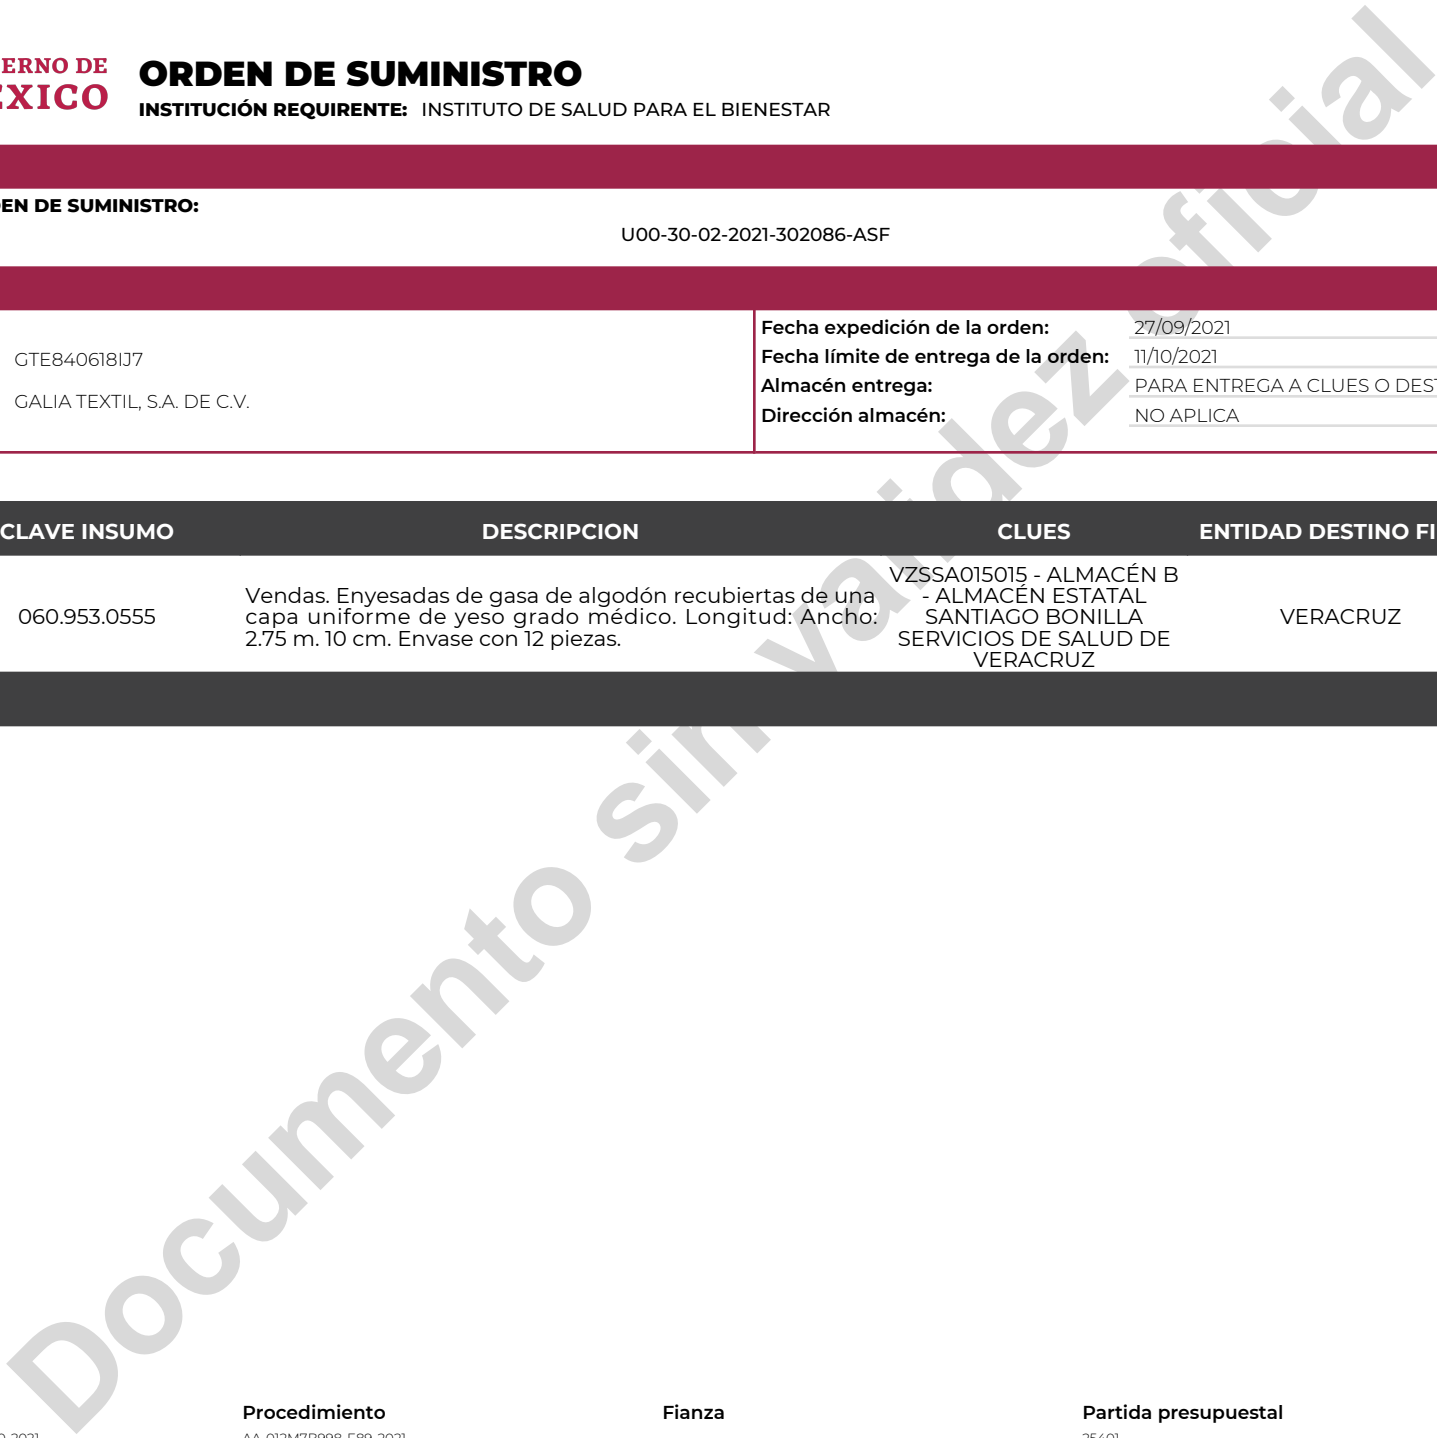 ERNO DE
EXICO
ORDEN DE SUMINISTRO
INSTITUCIÓN REQUIRENTE: INSTITUTO DE SALUD PARA EL BIENESTAR
EN DE SUMINISTRO:
U00-30-02-2021-302086-ASF
GTE840618IJ7
GALIA TEXTIL, S.A. DE C.V.
Fecha expedición de la orden: 27/09/2021
Fecha límite de entrega de la orden: 11/10/2021
Almacén entrega: PARA ENTREGA A CLUES O DEST
Dirección almacén: NO APLICA
CLAVE INSUMO DESCRIPCION CLUES ENTIDAD DESTINO FI
060.953.0555
Vendas. Enyesadas de gasa de algodón recubiertas de una
capa uniforme de yeso grado médico. Longitud: Ancho:
2.75 m. 10 cm. Envase con 12 piezas.
VZSSA015015 - ALMACÉN B
- ALMACÉN ESTATAL
SANTIAGO BONILLA
SERVICIOS DE SALUD DE
VERACRUZ
VERACRUZ
Documento sin validez oficial
Procedimiento Fianza Partida presupuestal